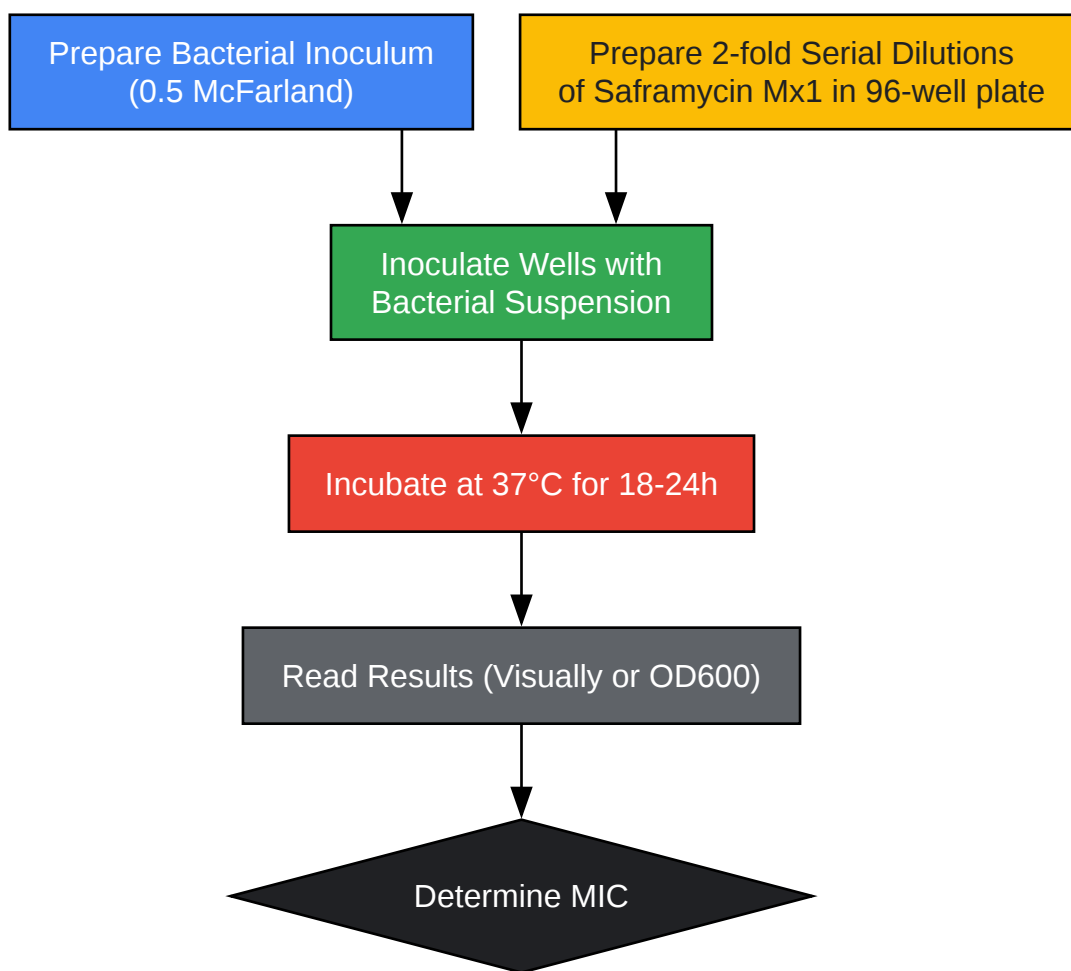 Prepare Bacterial Inoculum
(0.5 McFarland)
Prepare 2-fold Serial Dilutions
of Saframycin Mx1 in 96-well plate
Inoculate Wells with
Bacterial Suspension
Incubate at 37°C for 18-24h
Read Results (Visually or OD600)
Determine MIC